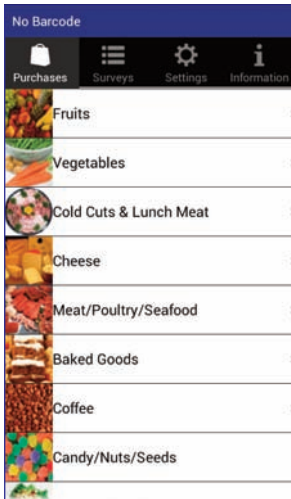 No Barcode
Purchases Surveys Settings Information
Fruits
Vegetables
Cold Cuts & Lunch Meat
Cheese
Meat/Poultry/Seafood
Baked Goods
Coffee
Candy/Nuts/Seeds